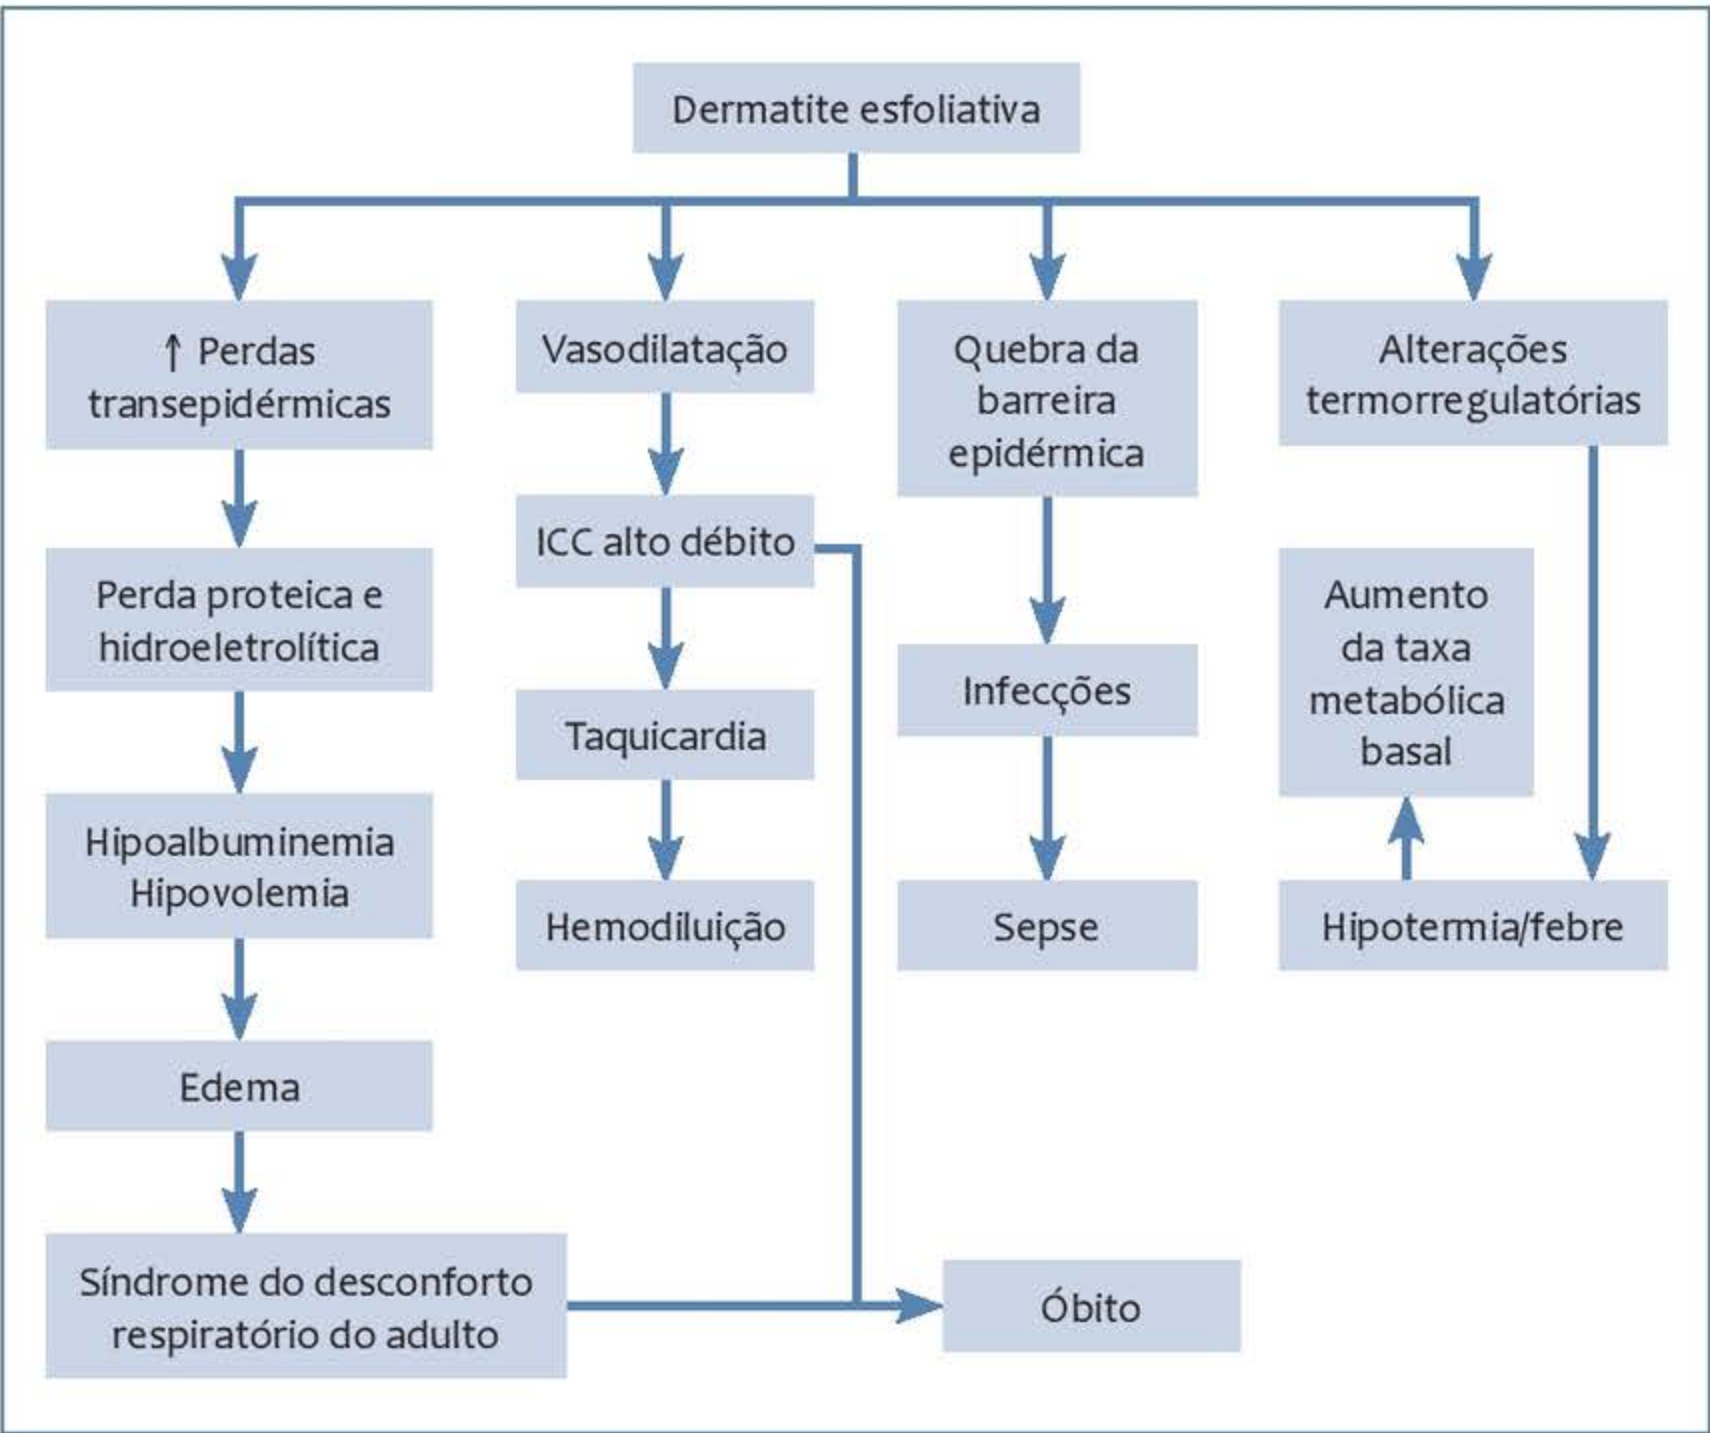 Dermatite esfoliativa
↑ Perdas
transepidérmicas
Vasodilatação
Quebra da
barreira
epidérmica
Alterações
termorregulatórias
Perda proteica e
hidroeletrolítica
ICC alto débito
Aumento
da taxa
metabólica
basal
Taquicardia
Infecções
Hipoalbuminemia
Hipovolemia
Hemodiluição
Sepse
Hipotermia/febre
Edema
Síndrome do desconforto
respiratório do adulto
Óbito